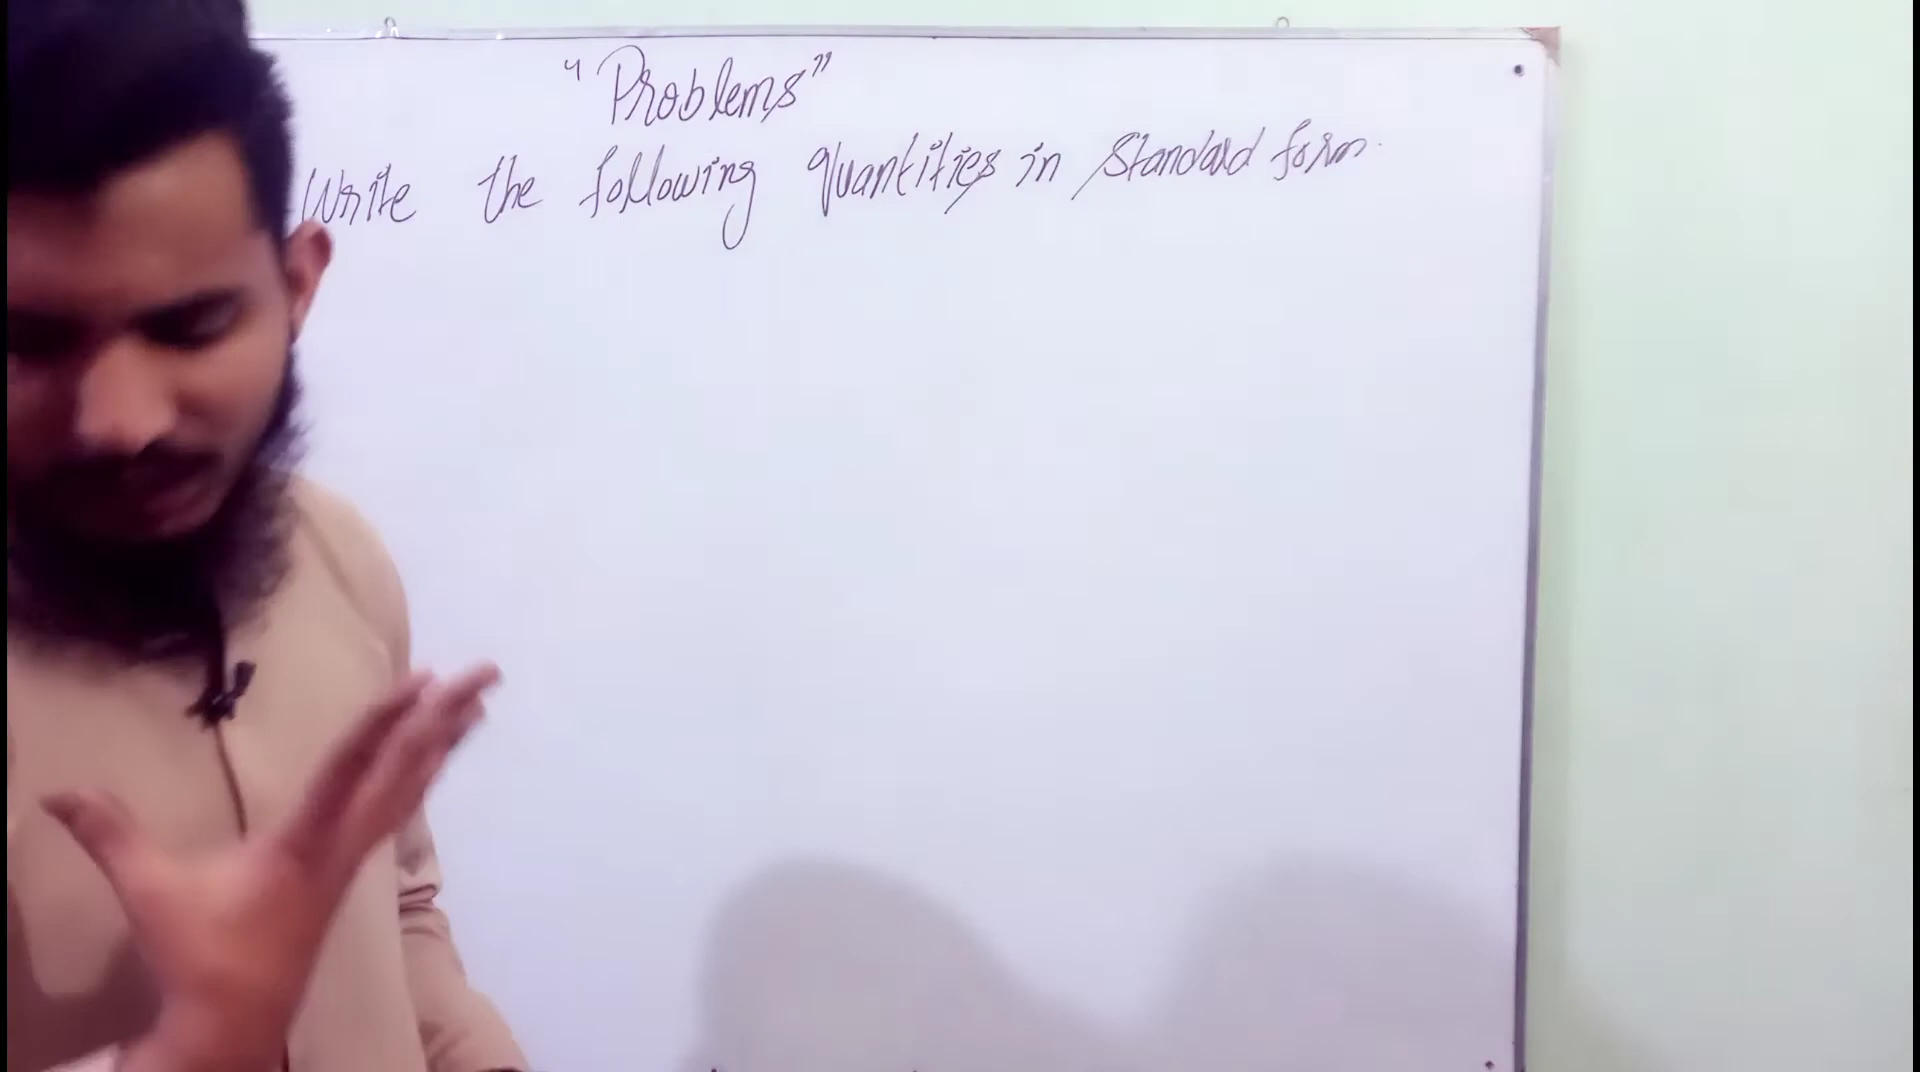 "Problems"
Write the following quantities in standard form.